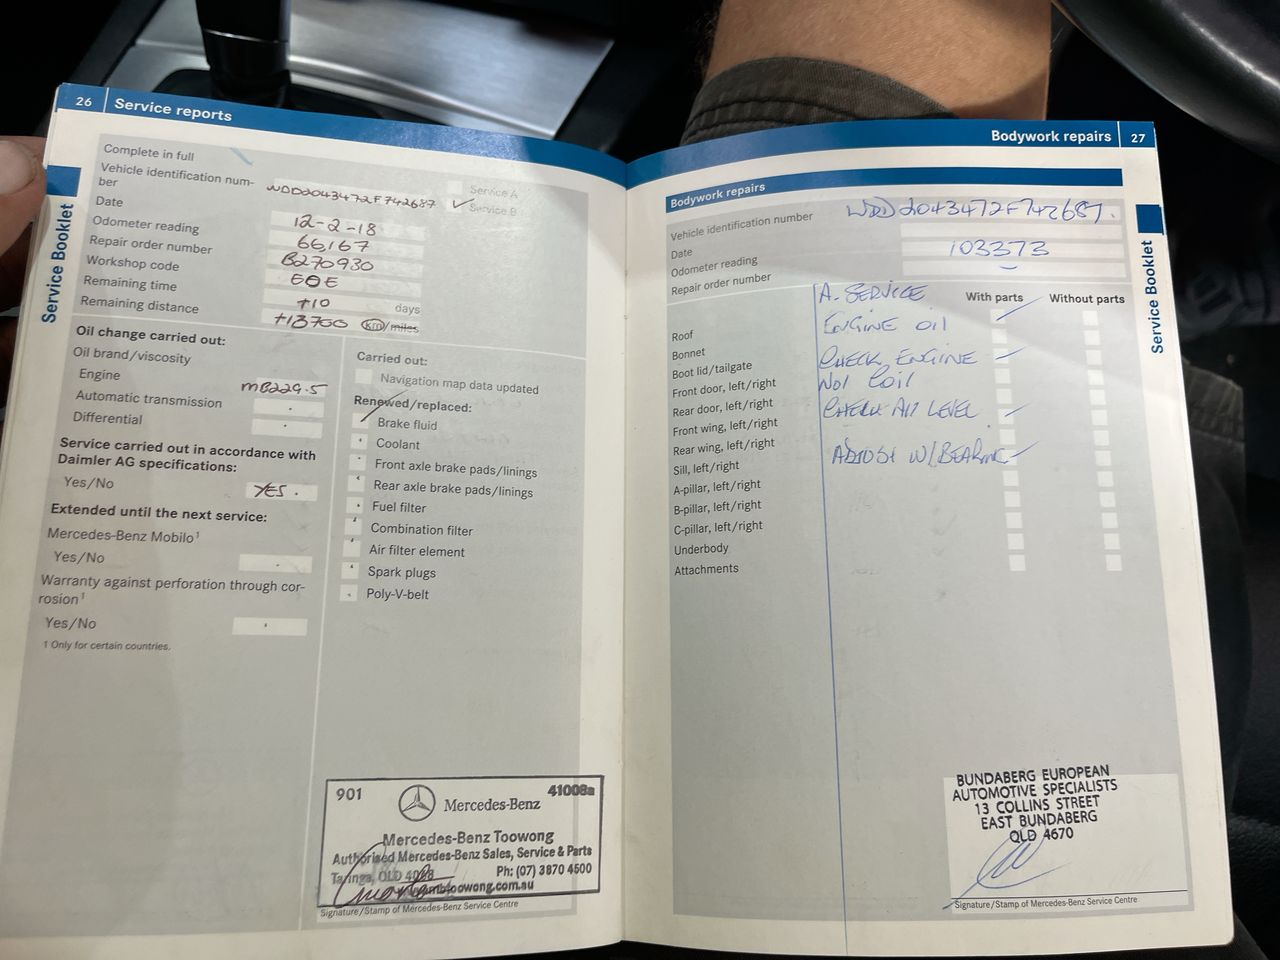 26 Service reports
Complete in full
Vehicle identification num-
ber WDD2043472F742687
Service A
Service B
Date 12-2-18
Odometer reading 66167
Repair order number B270930
Workshop code EOE
Remaining time +10 days
Remaining distance +13700 km/miles
Oil change carried out:
Oil brand/viscosity
Engine MB229.5
Automatic transmission
Differential
Service carried out in accordance with
Daimler AG specifications:
Yes/No YES.
Extended until the next service:
Mercedes-Benz Mobilo1
Yes/No
Warranty against perforation through cor-
rosion1
Yes/No
1 Only for certain countries.
Carried out:
Navigation map data updated
Renewed/replaced:
Brake fluid
Coolant
Front axle brake pads/linings
Rear axle brake pads/linings
Fuel filter
Combination filter
Air filter element
Spark plugs
Poly-V-belt
901 Mercedes-Benz 41008a
Mercedes-Benz Toowong
Authorised Mercedes-Benz Sales, Service & Parts
Taringa, QLD 4068 Ph: (07) 3870 4500
Signature/Stamp of Mercedes-Benz Service Centre
Service Booklet
Bodywork repairs 27
Bodywork repairs
Vehicle identification number WDD2043472F742687.
Date
Odometer reading 103373
Repair order number
With parts Without parts
A. SERVICE
ENGINE OIL
CHECK ENGINE
NO1 COIL
CHECK LEVEL
ADJUST W/BEARING
Roof
Bonnet
Boot lid/tailgate
Front door, left/right
Rear door, left/right
Front wing, left/right
Rear wing, left/right
Sill, left/right
A-pillar, left/right
B-pillar, left/right
C-pillar, left/right
Underbody
Attachments
BUNDABERG EUROPEAN
AUTOMOTIVE SPECIALISTS
13 COLLINS STREET
EAST BUNDABERG
QLD 4670
Signature/Stamp of Mercedes-Benz Service Centre
Service Booklet